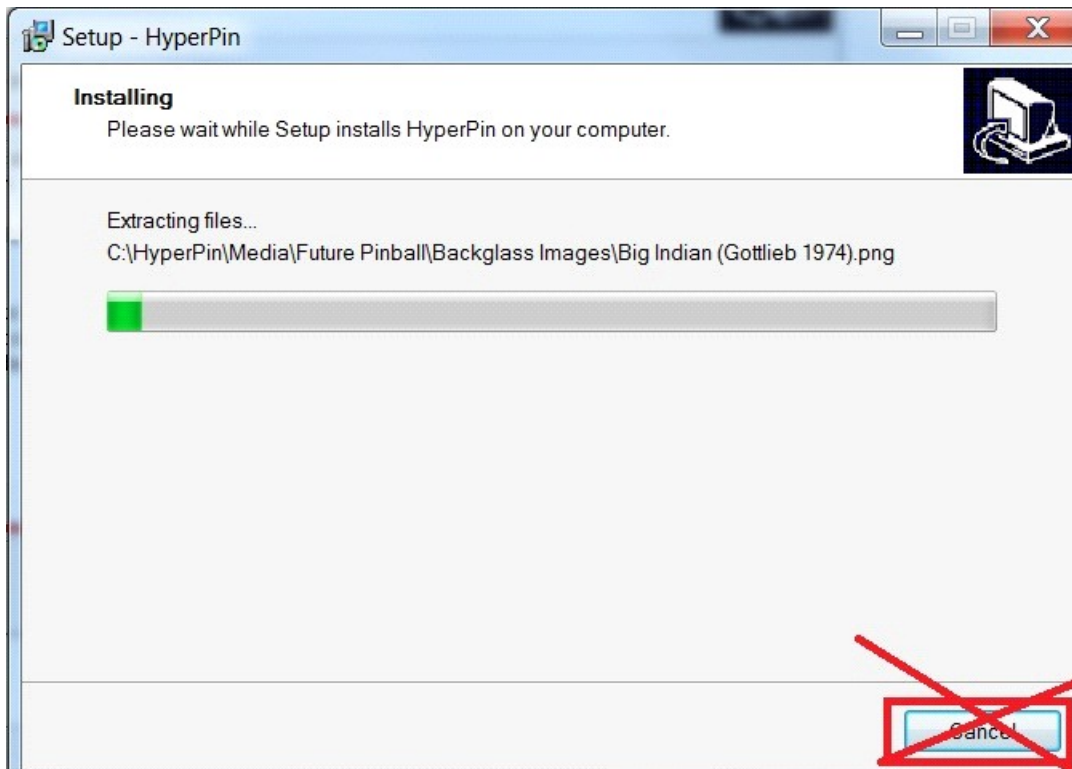 Setup - HyperPin
Installing
Please wait while Setup installs HyperPin on your computer.
Extracting files...
C:\HyperPin\Media\Future Pinball\Backglass Images\Big Indian (Gottlieb 1974).png
Cancel